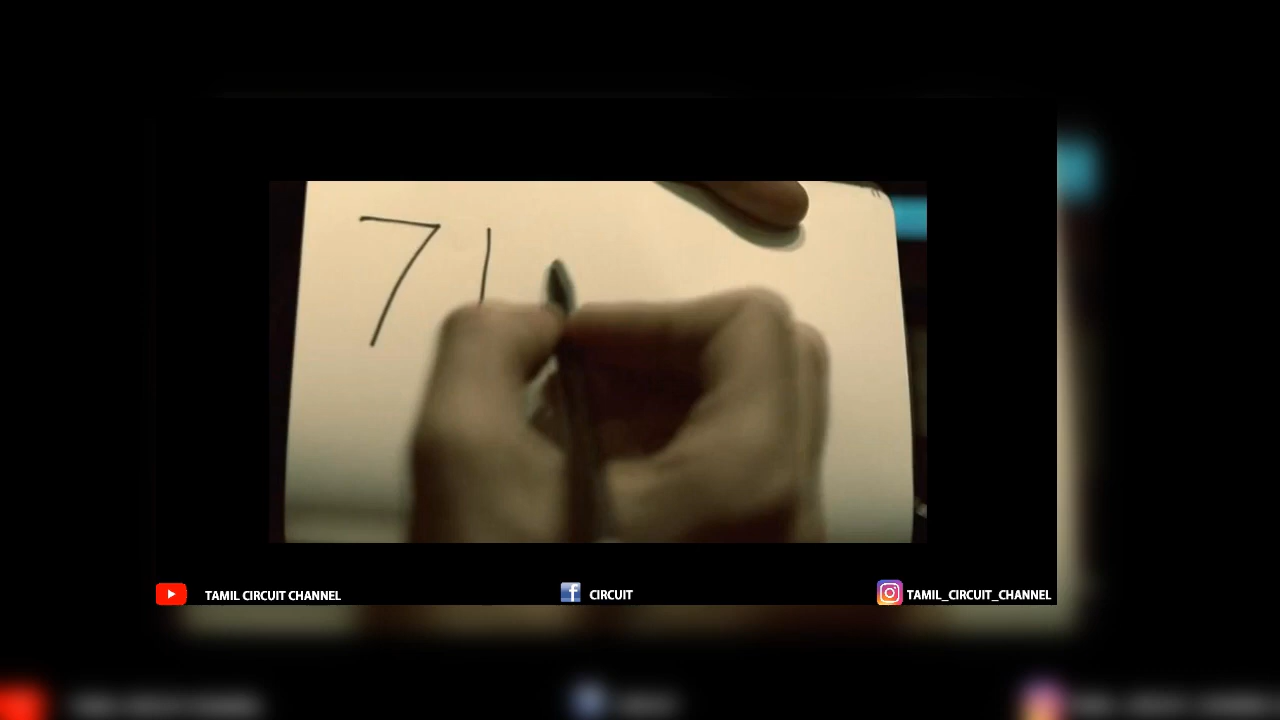 71
TAMIL CIRCUIT CHANNEL
CIRCUIT
TAMIL_CIRCUIT_CHANNEL